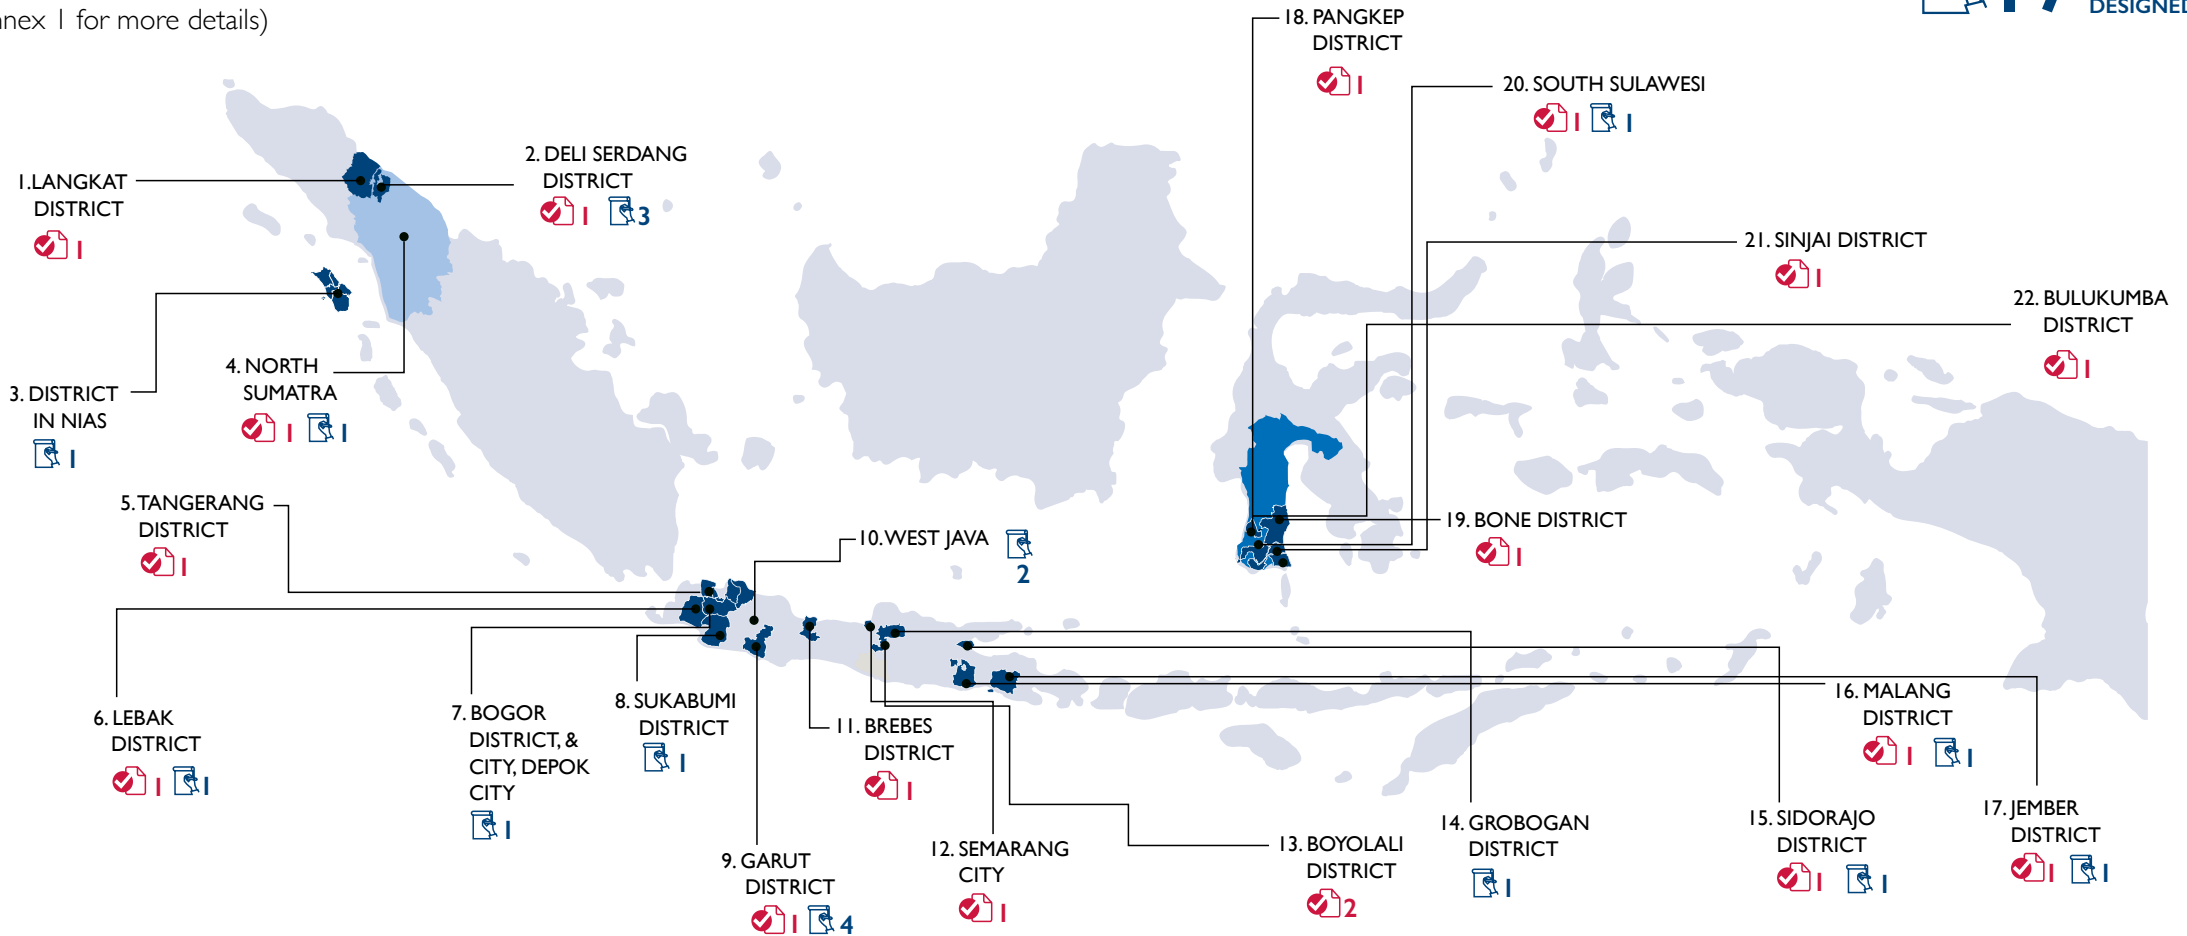 nnex 1 for more details)
DESIGNED
18. PANGKEP
DISTRICT
1
20. SOUTH SULAWESI
1 1
2. DELI SERDANG
DISTRICT
1 3
1.LANGKAT
DISTRICT
1
21. SINJAI DISTRICT
1
22. BULUKUMBA
DISTRICT
1
4. NORTH
SUMATRA
1 1
3. DISTRICT
IN NIAS
1
5. TANGERANG
DISTRICT
1
10. WEST JAVA
2
19. BONE DISTRICT
1
6. LEBAK
DISTRICT
1 1
7. BOGOR
DISTRICT, &
CITY, DEPOK
CITY
1
8. SUKABUMI
DISTRICT
1
9. GARUT
DISTRICT
1 4
11. BREBES
DISTRICT
1
12. SEMARANG
CITY
1
13. BOYOLALI
DISTRICT
2
14. GROBOGAN
DISTRICT
1
15. SIDORAJO
DISTRICT
1 1
16. MALANG
DISTRICT
1 1
17. JEMBER
DISTRICT
1 1